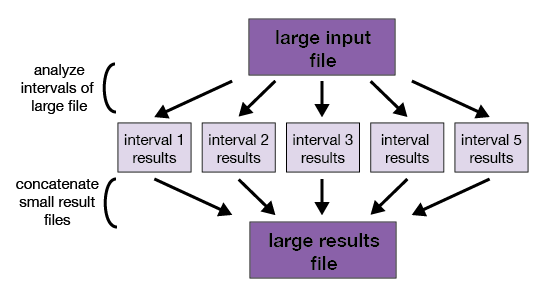 large input
file
analyze
intervals of
large file
interval 1
results
interval 2
results
interval 3
results
interval
results
interval 5
results
concatenate
small result
files
large results
file